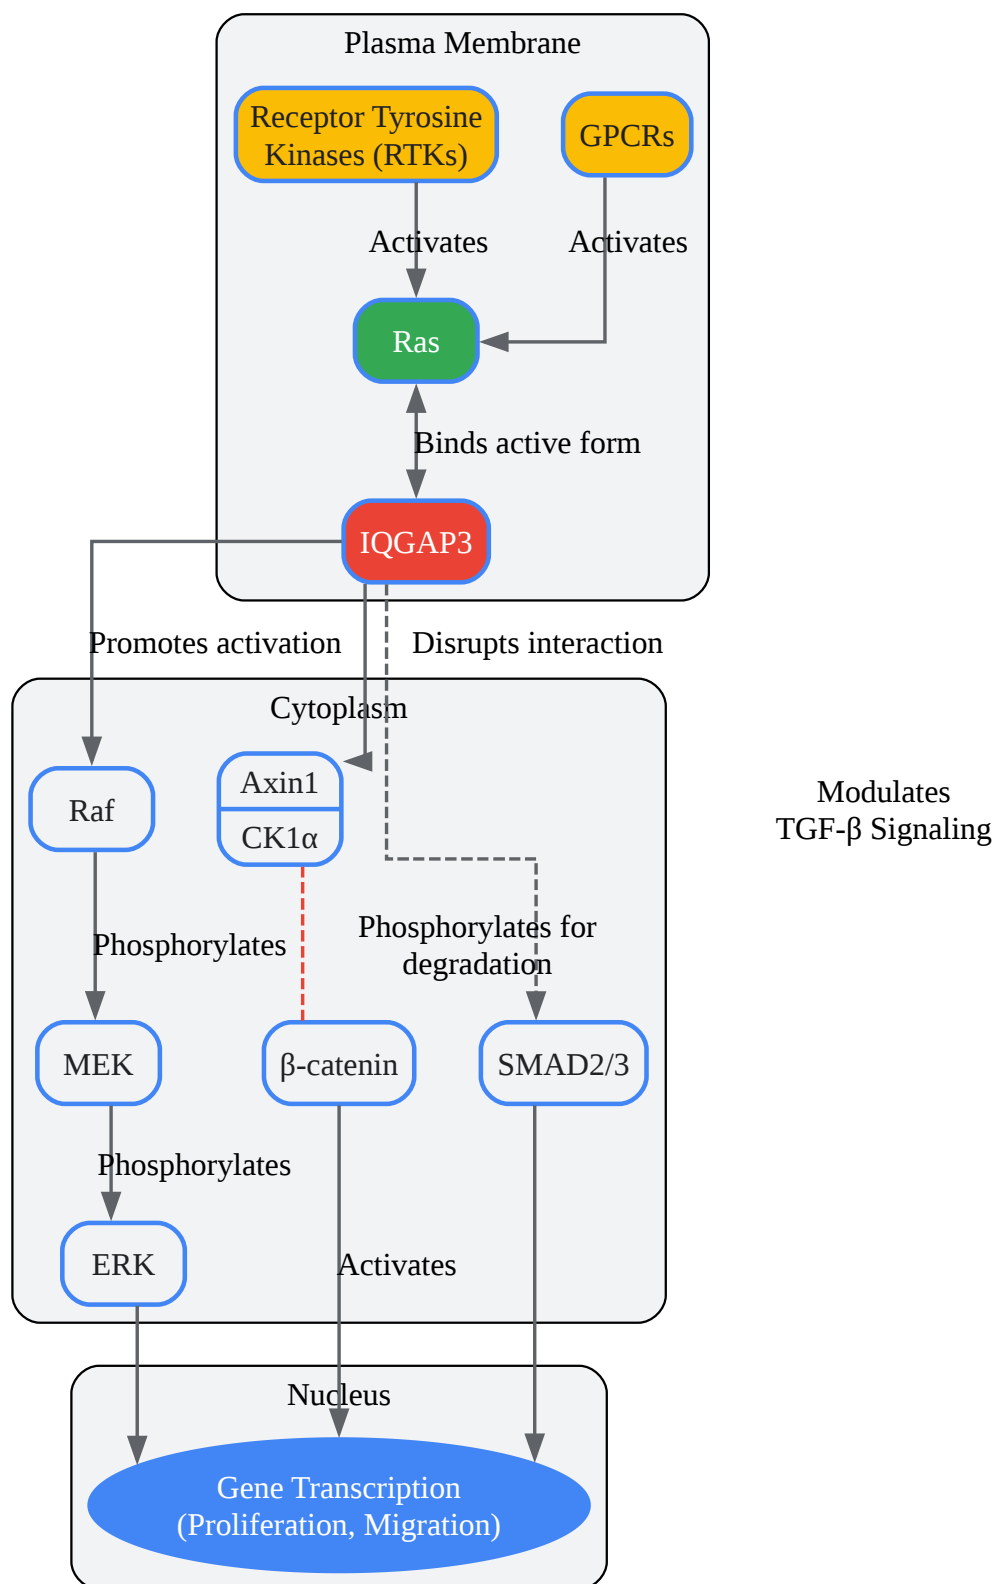 Plasma Membrane
Receptor Tyrosine
Kinases (RTKs)
GPCRs
Activates
Activates
Ras
Binds active form
IQGAP3
Promotes activation
Disrupts interaction
Cytoplasm
Axin1
CK1α
Raf
Modulates
TGF-β Signaling
Phosphorylates
Phosphorylates for
degradation
MEK
β-catenin
SMAD2/3
Phosphorylates
ERK
Activates
Nucleus
Gene Transcription
(Proliferation, Migration)